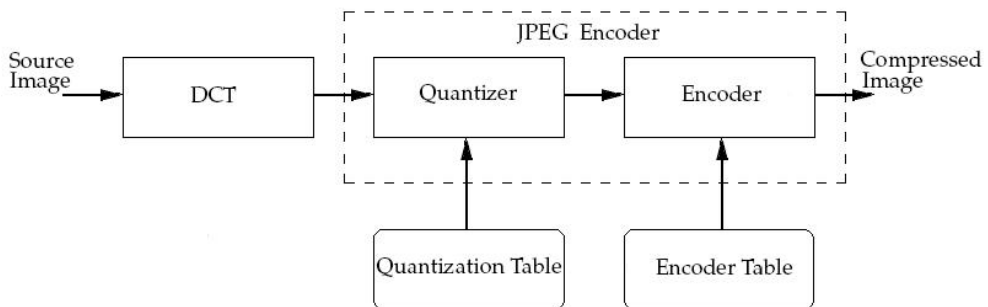 JPEG Encoder
Source
Image
DCT
Quantizer
Encoder
Compressed
Image
Quantization Table
Encoder Table